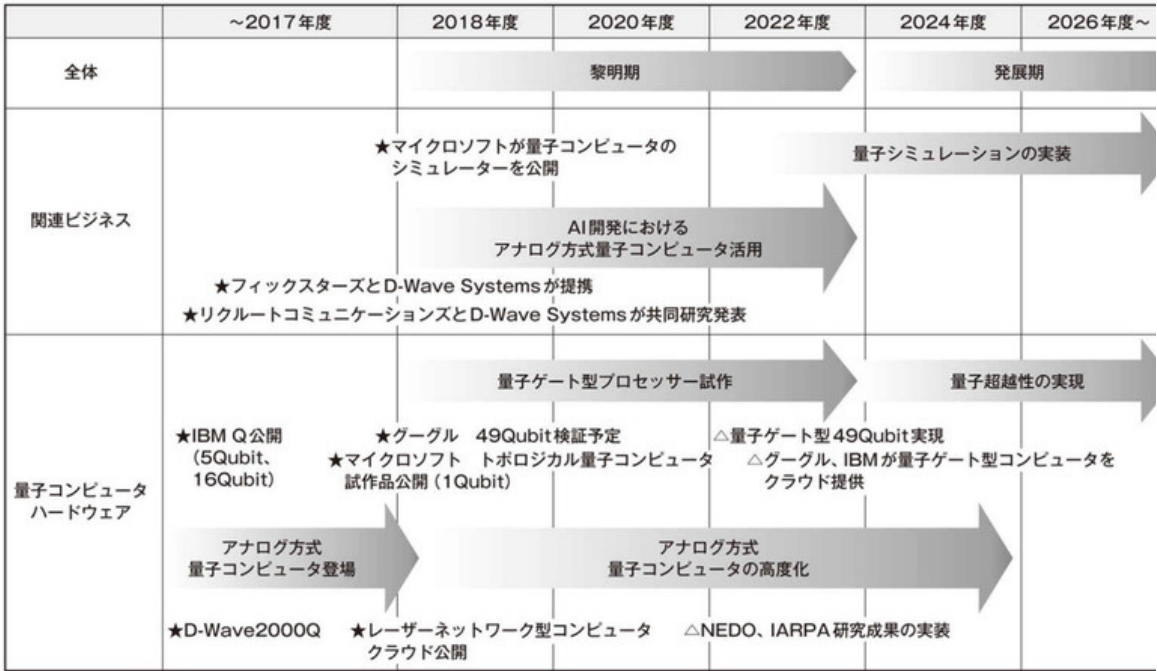 ～2017年度
2018年度
2020年度
2022年度
2024年度
2026年度～
全体
黎明期
発展期
関連ビジネス
★マイクロソフトが量子コンピュータの
シミュレーターを公開
量子シミュレーションの実装
AI開発における
アナログ方式量子コンピュータ活用
★フィックスターズとD-Wave Systemsが提携
★リクルートコミュニケーションズとD-Wave Systemsが共同研究発表
量子コンピュータ
ハードウェア
量子ゲート型プロセッサー試作
量子超越性の実現
★IBM Q公開
（5Qubit、
16Qubit）
★グーグル　49Qubit検証予定
★マイクロソフト　トポロジカル量子コンピュータ
試作品公開（1Qubit）
△量子ゲート型49Qubit実現
△グーグル、IBMが量子ゲート型コンピュータを
クラウド提供
アナログ方式
量子コンピュータ登場
アナログ方式
量子コンピュータの高度化
★D-Wave2000Q
★レーザーネットワーク型コンピュータ
クラウド公開
△NEDO、IARPA研究成果の実装